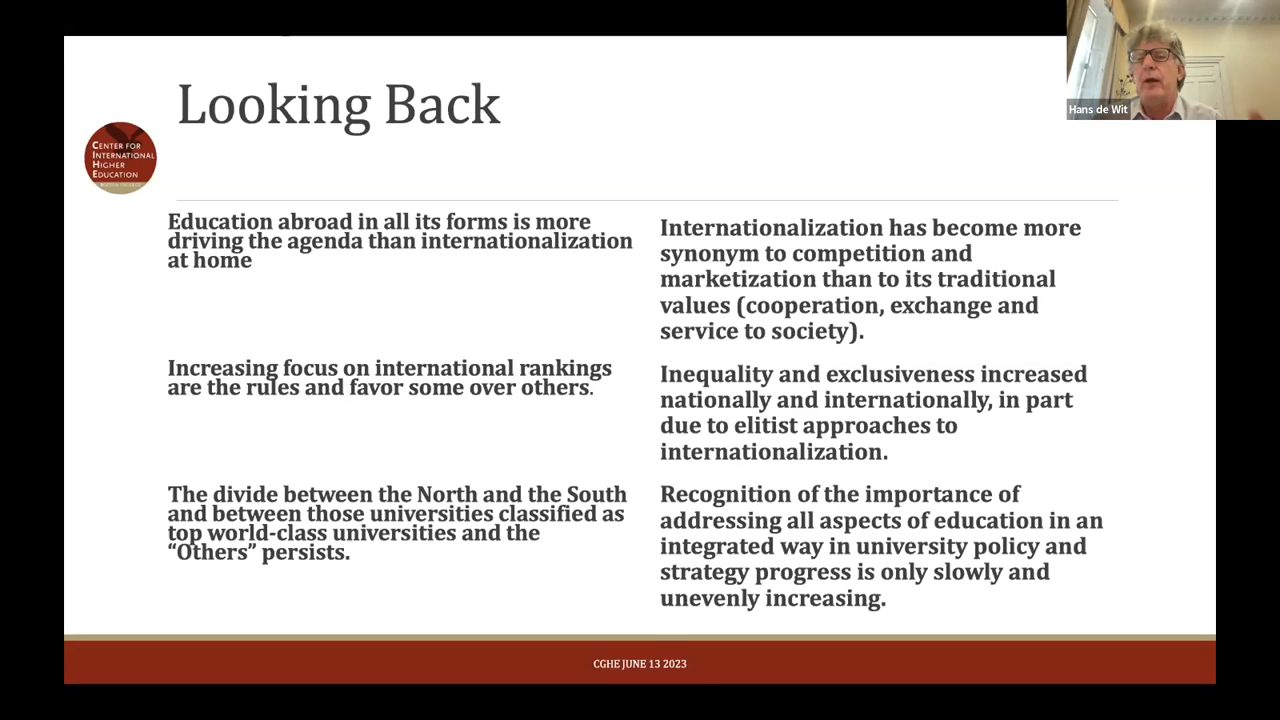 Looking Back
Hans de Wit
CENTER FOR
INTERNATIONAL
HIGHER
EDUCATION
Education abroad in all its forms is more
driving the agenda than internationalization
at home
Increasing focus on international rankings
are the rules and favor some over others.
The divide between the North and the South
and between those universities classified as
top world-class universities and the
“Others” persists.
Internationalization has become more
synonym to competition and
marketization than to its traditional
values (cooperation, exchange and
service to society).
Inequality and exclusiveness increased
nationally and internationally, in part
due to elitist approaches to
internationalization.
Recognition of the importance of
addressing all aspects of education in an
integrated way in university policy and
strategy progress is only slowly and
unevenly increasing.
CGHE JUNE 13 2023